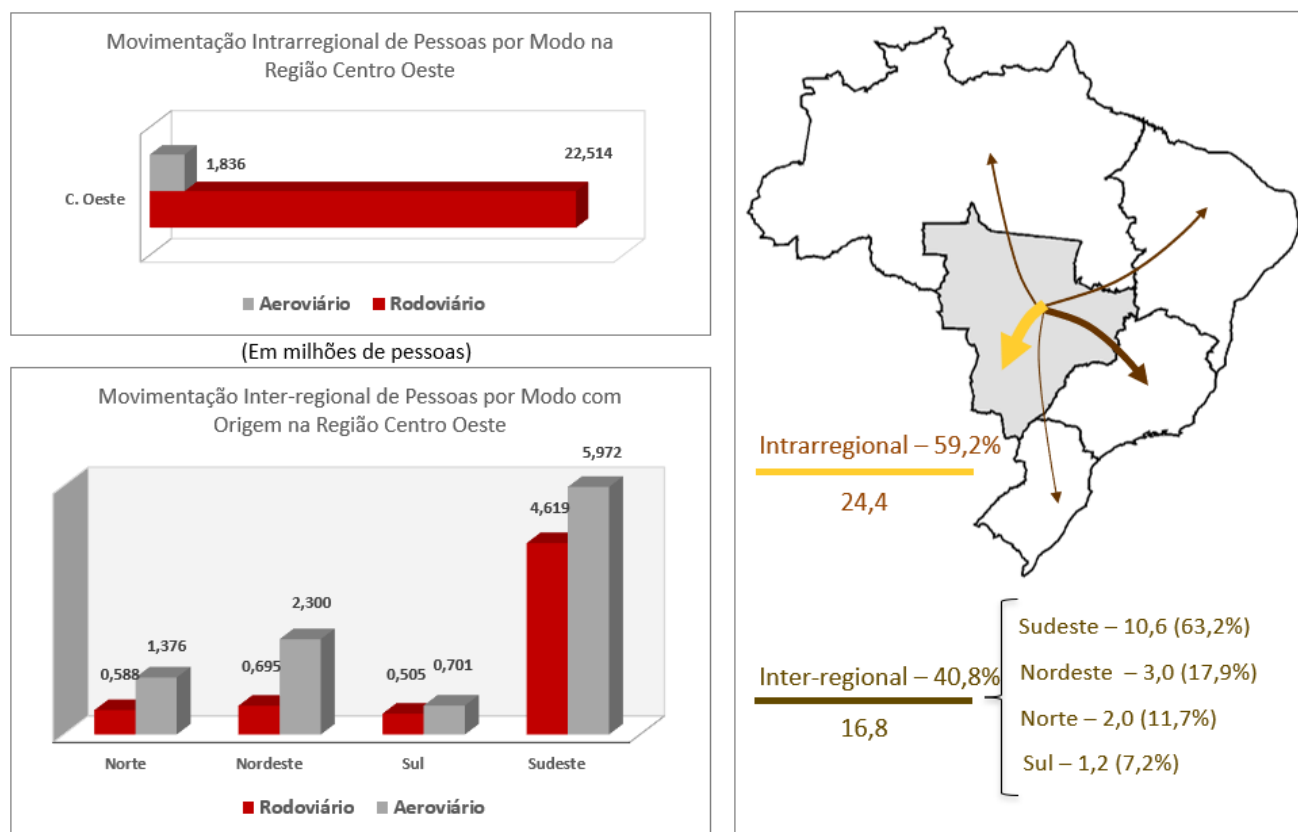 Movimentação Intrarregional de Pessoas por Modo na
Região Centro Oeste
1,836
22,514
C. Oeste
Aeroviário Rodoviário
(Em milhões de pessoas)
Movimentação Inter-regional de Pessoas por Modo com
Origem na Região Centro Oeste
5,972
4,619
2,300
1,376
0,588
0,695
0,505
0,701
Norte Nordeste Sul Sudeste
Rodoviário Aeroviário
Intrarregional – 59,2%
24,4
Inter-regional – 40,8%
16,8
Sudeste – 10,6 (63,2%)
Nordeste – 3,0 (17,9%)
Norte – 2,0 (11,7%)
Sul – 1,2 (7,2%)